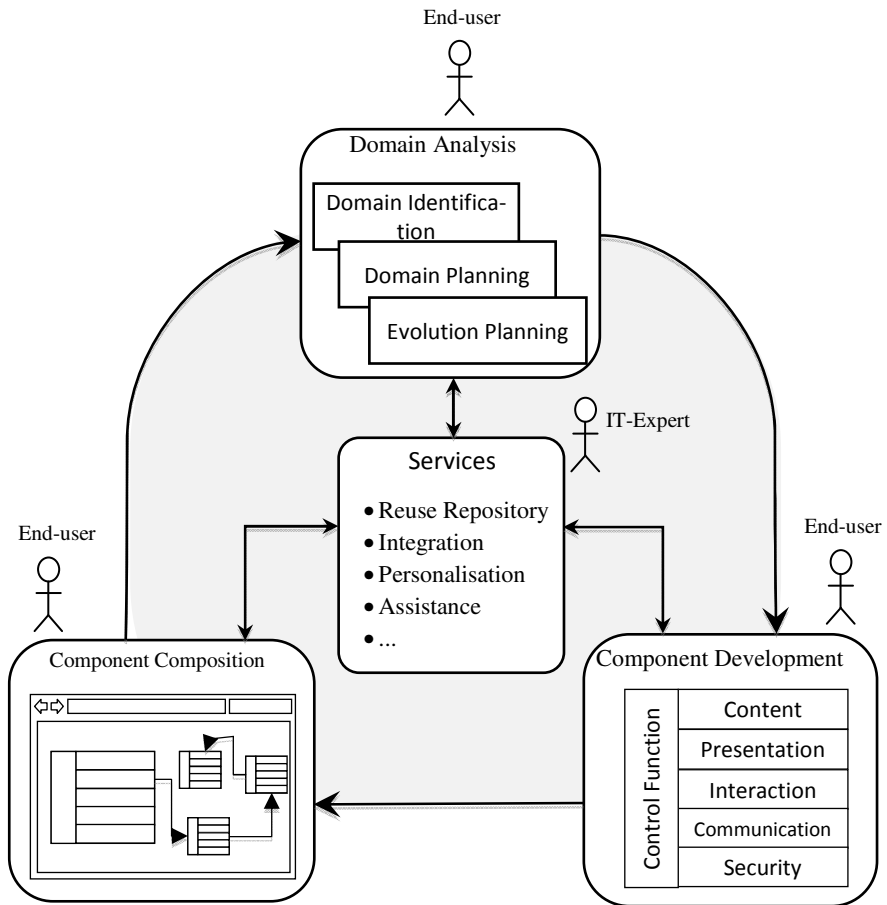 End-user
Domain Analysis
Domain Identifica-
tion
Domain Planning
Evolution Planning
IT-Expert
Services
• Reuse Repository
• Integration
• Personalisation
• Assistance
• ...
End-user
Component Composition
End-user
Component Development
Control Function
Content
Presentation
Interaction
Communication
Security